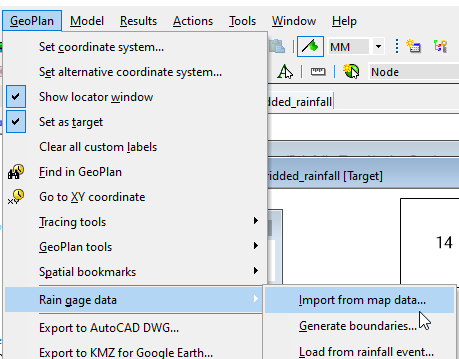 GeoPlan Model Results Actions Tools Window Help
MM
Node
Set coordinate system...
Set alternative coordinate system...
Show locator window
dded_rainfall
Set as target
Clear all custom labels
Find in GeoPlan
ridded_rainfall [Target]
Go to XY coordinate
Tracing tools
14
GeoPlan tools
Spatial bookmarks
Rain gage data
Import from map data...
Export to AutoCAD DWG...
Generate boundaries...
Export to KMZ for Google Earth...
Load from rainfall event...